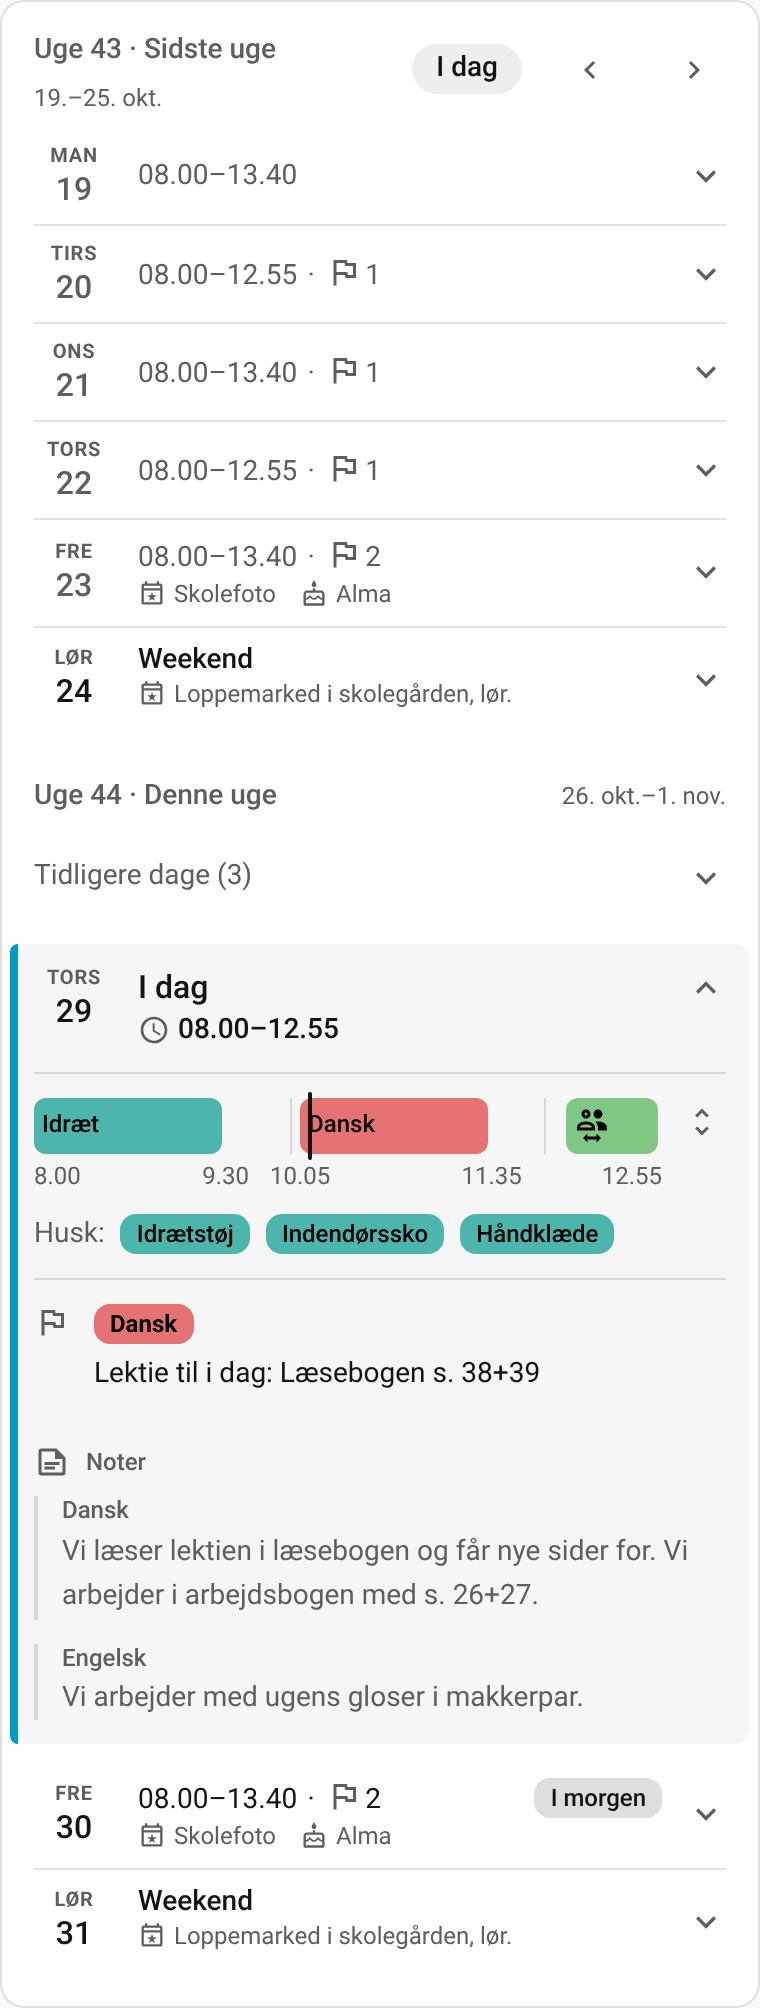 Uge 43 · Sidste uge
I dag
19.–25. okt.
MAN
19
08.00–13.40
TIRS
20
08.00–12.55 · 1
ONS
21
08.00–13.40 · 1
TORS
22
08.00–12.55 · 1
FRE
23
08.00–13.40 · 2
Skolefoto Alma
LØR
24
Weekend
Loppemarked i skolegården, lør.
Uge 44 · Denne uge
26. okt.–1. nov.
Tidligere dage (3)
TORS
29
I dag
08.00–12.55
Idræt Dansk
8.00 9.30 10.05 11.35 12.55
Husk: Idrætstøj Indendørssko Håndklæde
Dansk
Lektie til i dag: Læsebogen s. 38+39
Noter
Dansk
Vi læser lektien i læsebogen og får nye sider for. Vi
arbejder i arbejdsbogen med s. 26+27.
Engelsk
Vi arbejder med ugens gloser i makkerpar.
FRE
30
08.00–13.40 · 2
I morgen
Skolefoto Alma
LØR
31
Weekend
Loppemarked i skolegården, lør.